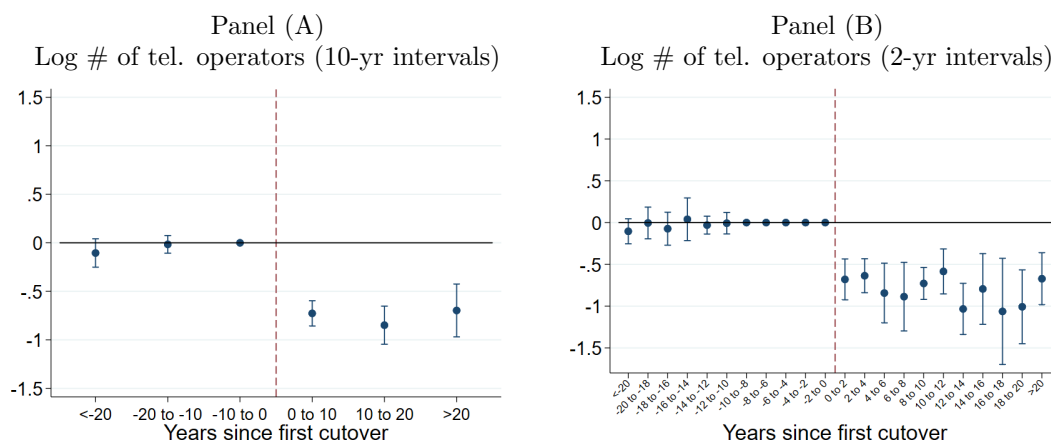 Panel (A)
Log # of tel. operators (10-yr intervals)
1.5
1
.5
0
-.5
-1
-1.5
<-20
-20 to -10
-10 to 0
0 to 10
10 to 20
>20
Years since first cutover
Panel (B)
Log # of tel. operators (2-yr intervals)
1.5
1
.5
0
-.5
-1
-1.5
<-20
-20 to -18
-18 to -16
-16 to -14
-14 to -12
-12 to -10
-10 to -8
-8 to -6
-6 to -4
-4 to -2
-2 to 0
0 to 2
2 to 4
4 to 6
6 to 8
8 to 10
10 to 12
12 to 14
14 to 16
16 to 18
18 to 20
>20
Years since first cutover